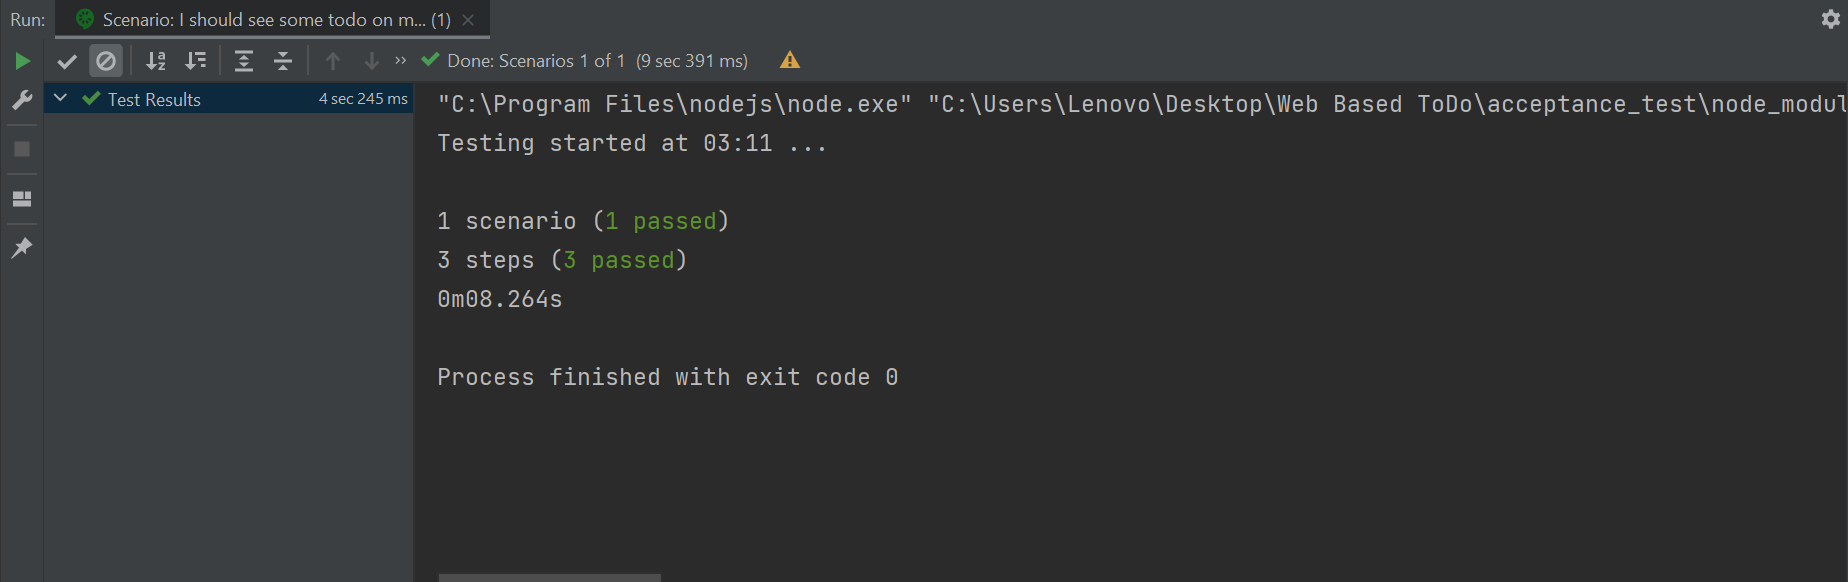 Run: Scenario: I should see some todo on m... (1)
Done: Scenarios 1 of 1 (9 sec 391 ms)
Test Results 4 sec 245 ms
"C:\Program Files\nodejs\node.exe" "C:\Users\Lenovo\Desktop\Web Based ToDo\acceptance_test\node_modul
Testing started at 03:11 ...
1 scenario (1 passed)
3 steps (3 passed)
0m08.264s
Process finished with exit code 0